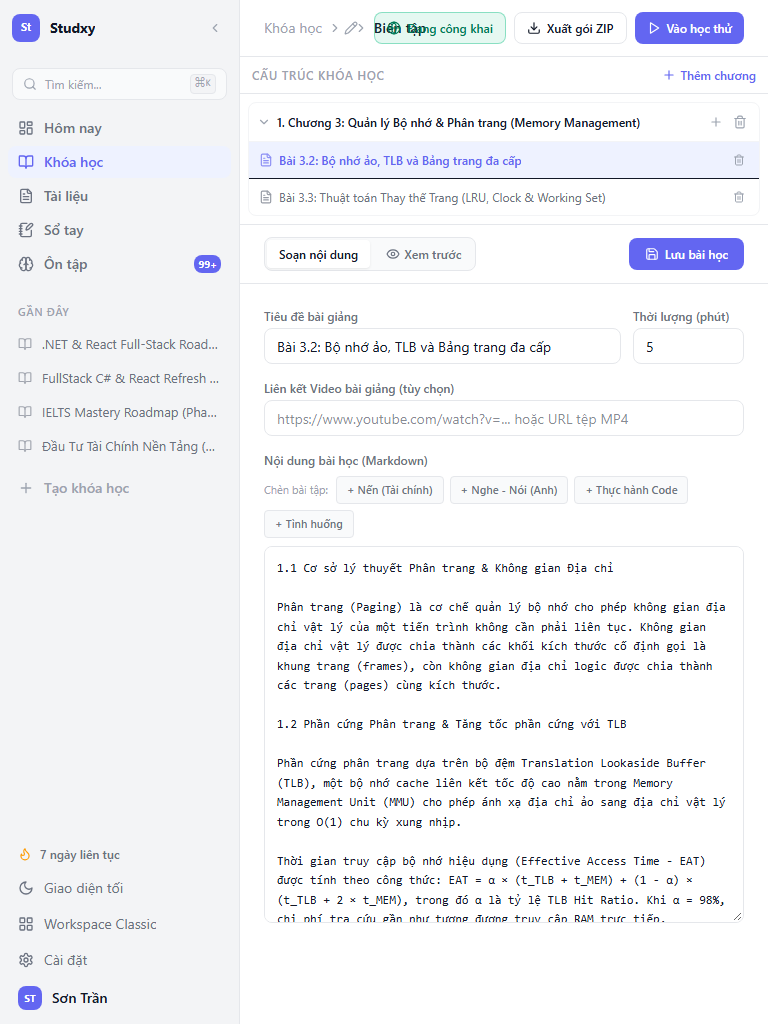 St Studxy
Tìm kiếm... ⌘K
Hôm nay
Khóa học
Tài liệu
Sổ tay
Ôn tập 99+
GẦN ĐÂY
.NET & React Full-Stack Road...
FullStack C# & React Refresh ...
IELTS Mastery Roadmap (Pha...
Đầu Tư Tài Chính Nền Tảng (...
Tạo khóa học
7 ngày liên tục
Giao diện tối
Workspace Classic
Cài đặt
ST Sơn Trần
Khóa học Biên tập công khai Xuất gói ZIP Vào học thử
CẤU TRÚC KHÓA HỌC Thêm chương
1. Chương 3: Quản lý Bộ nhớ & Phân trang (Memory Management)
Bài 3.2: Bộ nhớ ảo, TLB và Bảng trang đa cấp
Bài 3.3: Thuật toán Thay thế Trang (LRU, Clock & Working Set)
Soạn nội dung Xem trước Lưu bài học
Tiêu đề bài giảng Thời lượng (phút)
Bài 3.2: Bộ nhớ ảo, TLB và Bảng trang đa cấp 5
Liên kết Video bài giảng (tùy chọn)
https://www.youtube.com/watch?v=... hoặc URL tệp MP4
Nội dung bài học (Markdown)
Chèn bài tập: + Nến (Tài chính) + Nghe - Nói (Anh) + Thực hành Code
+ Tình huống
1.1 Cơ sở lý thuyết Phân trang & Không gian Địa chỉ
Phân trang (Paging) là cơ chế quản lý bộ nhớ cho phép không gian địa
chỉ vật lý của một tiến trình không cần phải liên tục. Không gian
địa chỉ vật lý được chia thành các khối kích thước cố định gọi là
khung trang (frames), còn không gian địa chỉ logic được chia thành
các trang (pages) cùng kích thước.
1.2 Phần cứng Phân trang & Tăng tốc phần cứng với TLB
Phần cứng phân trang dựa trên bộ đệm Translation Lookaside Buffer
(TLB), một bộ nhớ cache liên kết tốc độ cao nằm trong Memory
Management Unit (MMU) cho phép ánh xạ địa chỉ ảo sang địa chỉ vật lý
trong O(1) chu kỳ xung nhịp.
Thời gian truy cập bộ nhớ hiệu dụng (Effective Access Time - EAT)
được tính theo công thức: EAT = α × (t_TLB + t_MEM) + (1 - α) ×
(t_TLB + 2 × t_MEM), trong đó α là tỷ lệ TLB Hit Ratio. Khi α = 98%,
chi phí tra cứu gần như tương đương truy cập RAM trực tiếp.